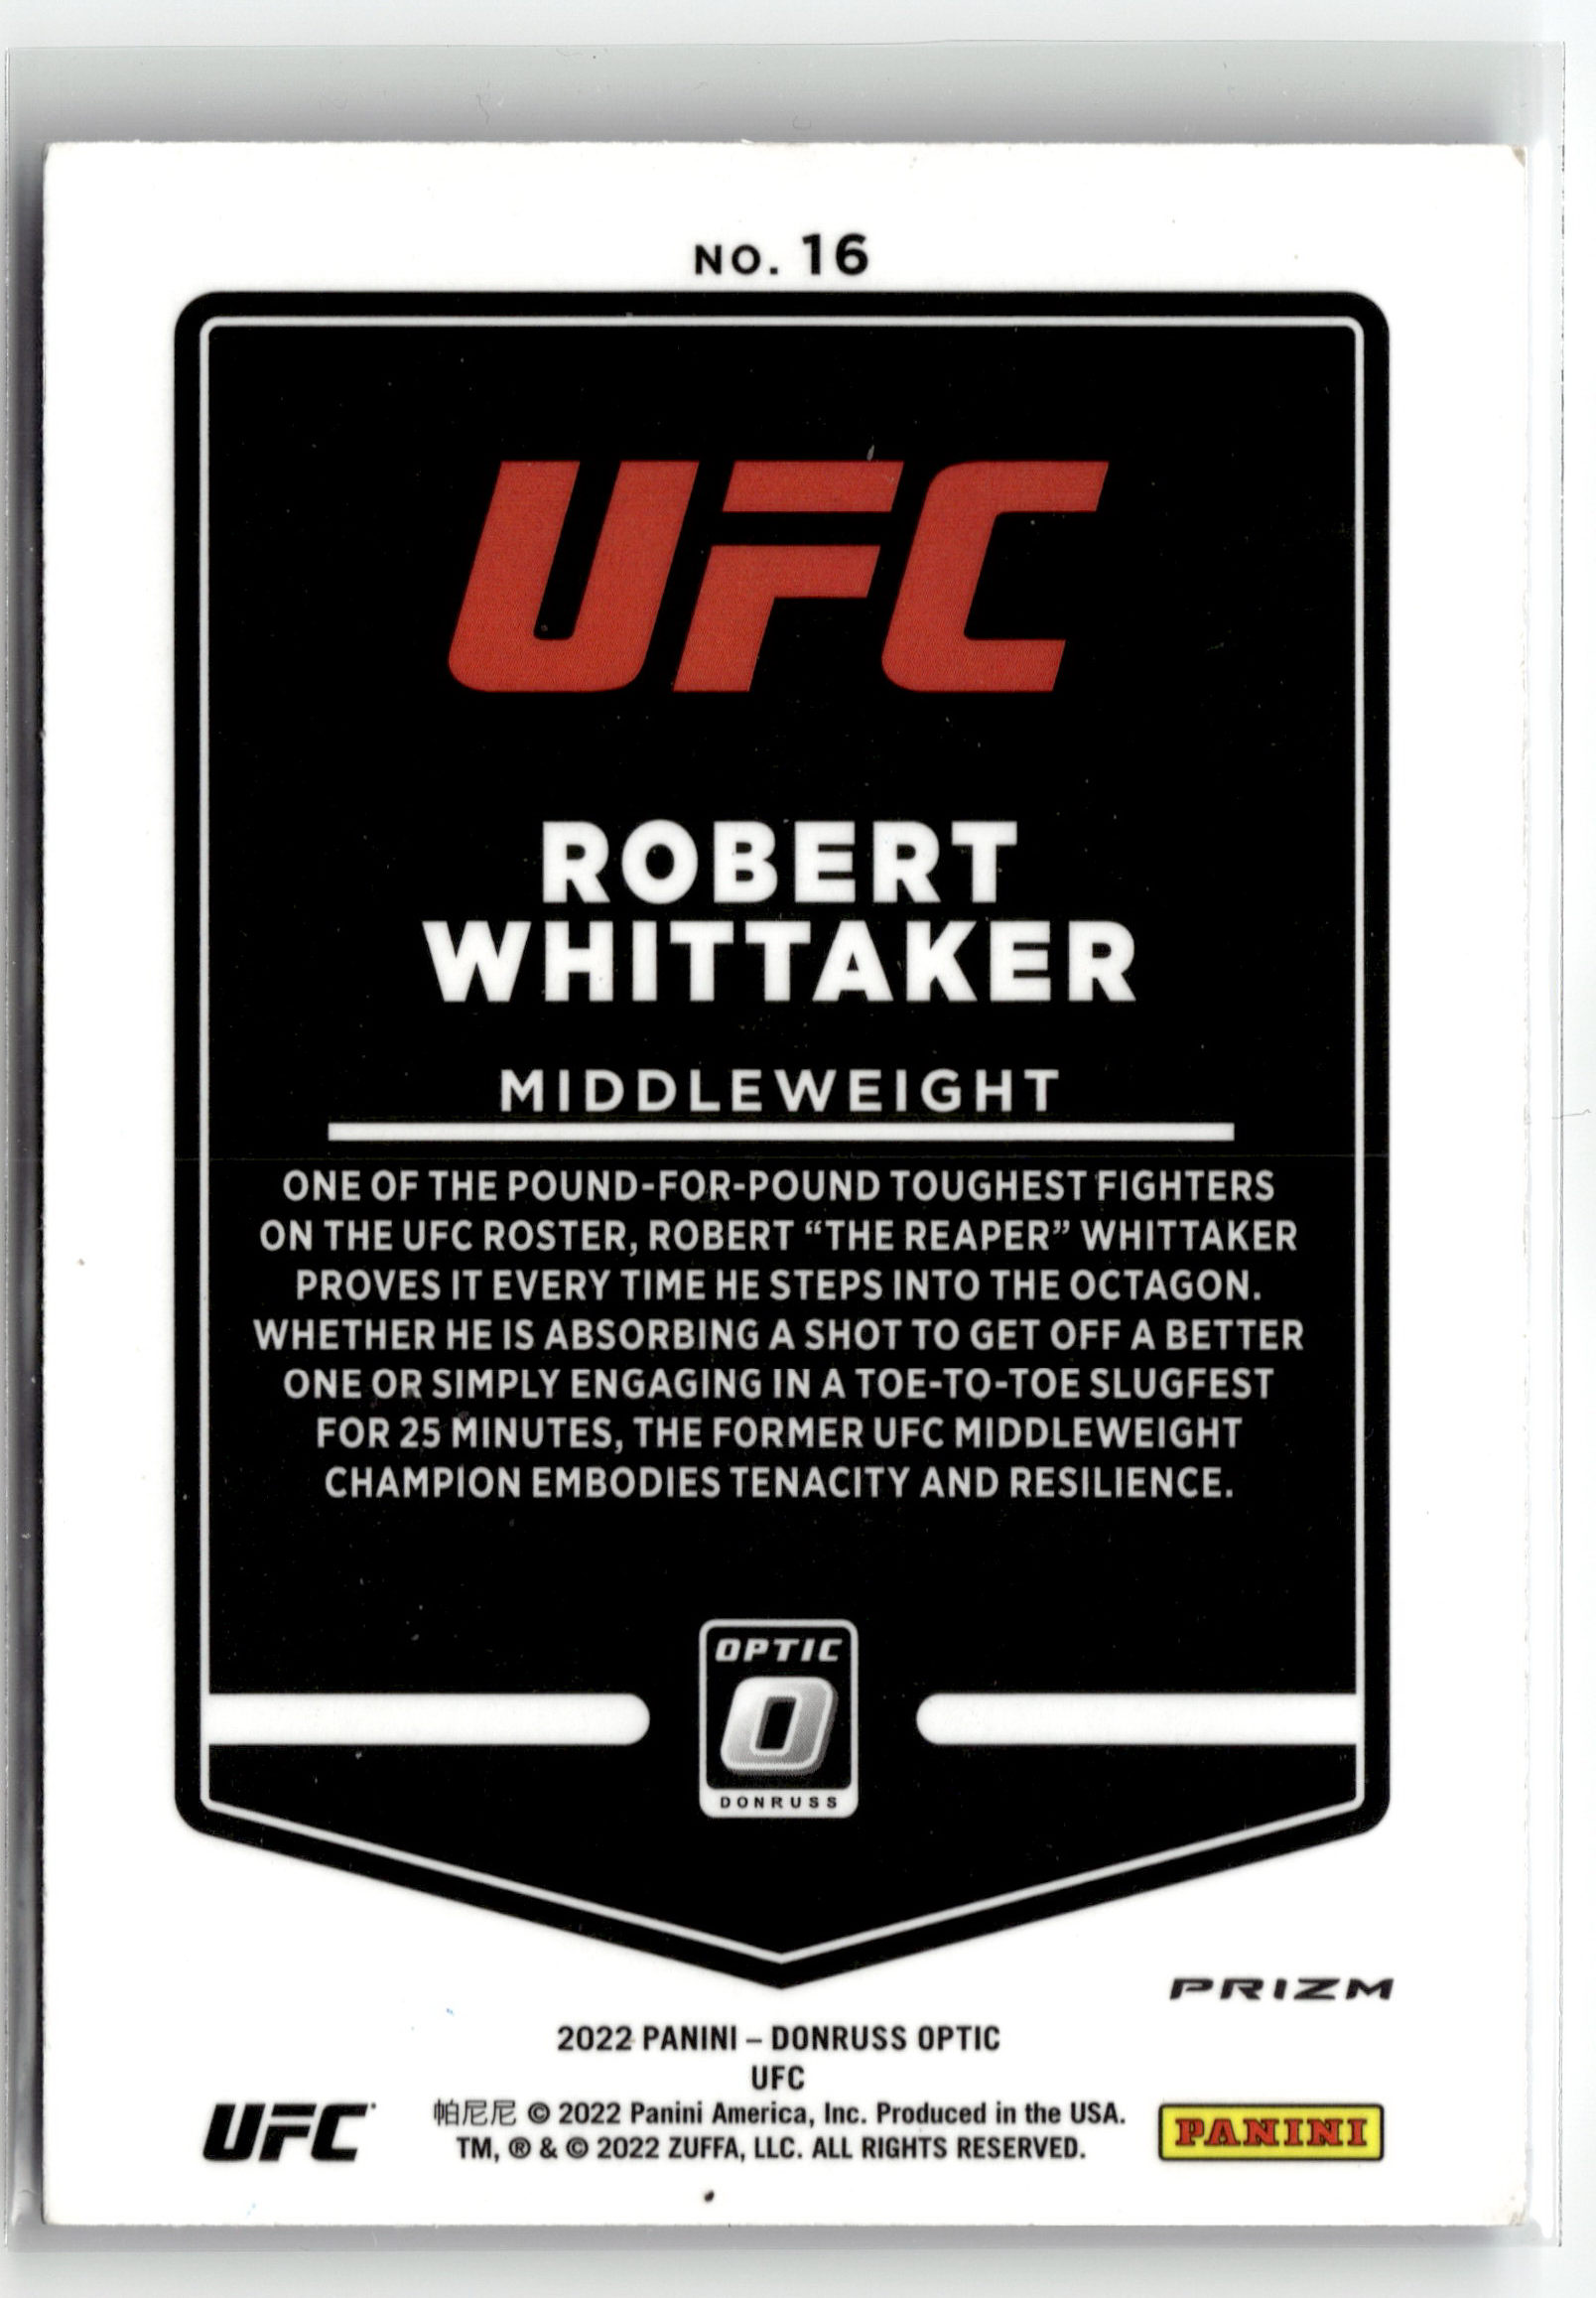 NO. 16
UFC
ROBERT
WHITTAKER
MIDDLEWEIGHT
ONE OF THE POUND-FOR-POUND TOUGHEST FIGHTERS
ON THE UFC ROSTER, ROBERT “THE REAPER” WHITTAKER
PROVES IT EVERY TIME HE STEPS INTO THE OCTAGON.
WHETHER HE IS ABSORBING A SHOT TO GET OFF A BETTER
ONE OR SIMPLY ENGAGING IN A TOE-TO-TOE SLUGFEST
FOR 25 MINUTES, THE FORMER UFC MIDDLEWEIGHT
CHAMPION EMBODIES TENACITY AND RESILIENCE.
OPTIC
O
DONRUSS
PRIZM
2022 PANINI – DONRUSS OPTIC
UFC
UFC
帕尼尼 © 2022 Panini America, Inc. Produced in the USA.
TM, ® & © 2022 ZUFFA, LLC. ALL RIGHTS RESERVED.
PANINI